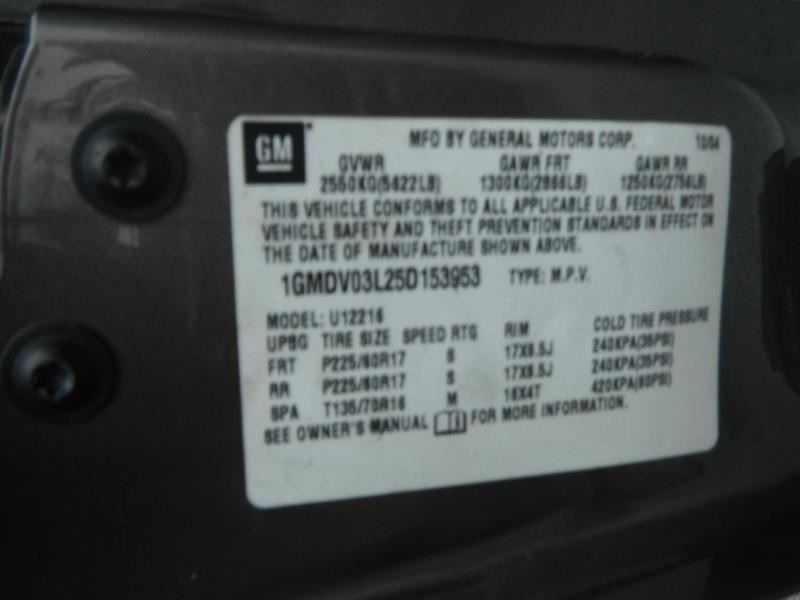 GM MFD BY GENERAL MOTORS CORP. 10/04
GVWR GAWR FRT GAWR RR
2550KG(5622LB) 1300KG(2866LB) 1250KG(2756LB)
THIS VEHICLE CONFORMS TO ALL APPLICABLE U.S. FEDERAL MOTOR
VEHICLE SAFETY AND THEFT PREVENTION STANDARDS IN EFFECT ON
THE DATE OF MANUFACTURE SHOWN ABOVE.
1GMDV03L25D153953 TYPE: M.P.V.
MODEL: U12216
UPBG TIRE SIZE SPEED RTG RIM COLD TIRE PRESSURE
FRT P225/60R17 S 17X6.5J 240KPA(35PSI)
RR P225/60R17 S 17X6.5J 240KPA(35PSI)
SPA T135/70R16 M 16X4T 420KPA(60PSI)
SEE OWNER'S MANUAL FOR MORE INFORMATION.